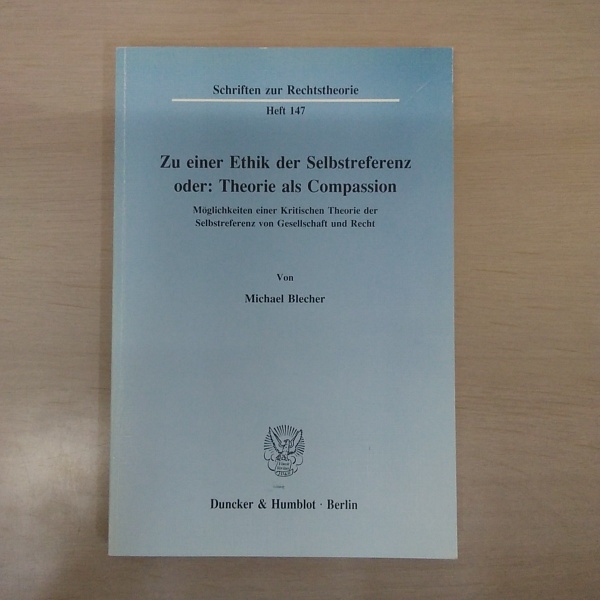 Schriften zur Rechtstheorie
Heft 147
Zu einer Ethik der Selbstreferenz
oder: Theorie als Compassion
Möglichkeiten einer Kritischen Theorie der
Selbstreferenz von Gesellschaft und Recht
Von
Michael Blecher
Duncker & Humblot · Berlin